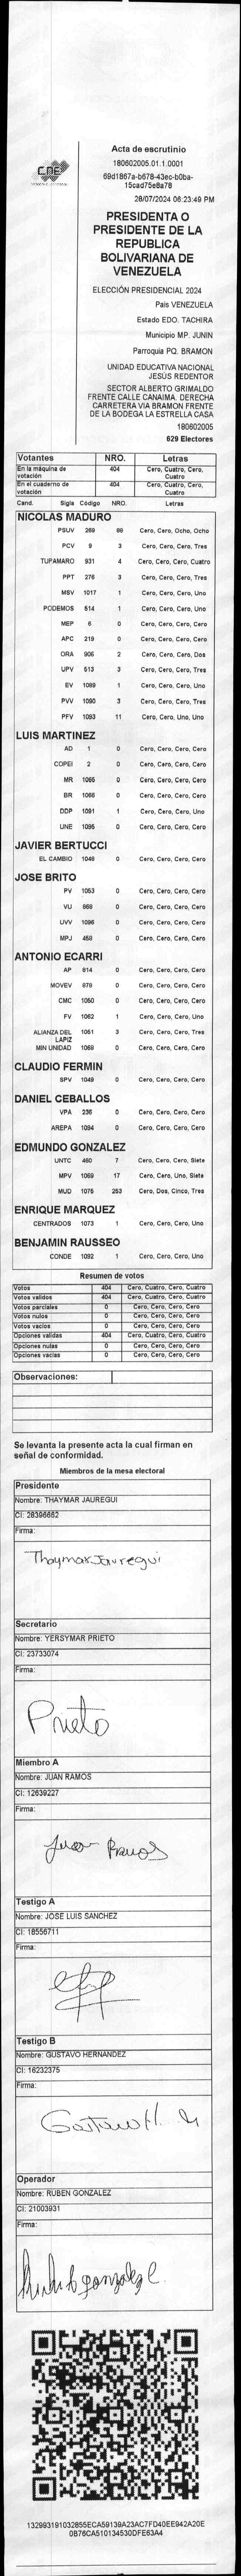 CNE
Acta de escrutinio
180602005.01.1.0001
69d1867a-b678-43ec-b0ba-
15cad75e8a78
28/07/2024 06:23:49 PM
PRESIDENTA O
PRESIDENTE DE LA
REPUBLICA
BOLIVARIANA DE
VENEZUELA
ELECCIÓN PRESIDENCIAL 2024
País VENEZUELA
Estado EDO. TACHIRA
Municipio MP. JUNIN
Parroquia PQ. BRAMON
UNIDAD EDUCATIVA NACIONAL
JESÚS REDENTOR
SECTOR ALBERTO GRIMALDO
FRENTE CALLE CANAIMA. DERECHA
CARRETERA VIA BRAMON FRENTE
DE LA BODEGA LA ESTRELLA CASA
180602005
629 Electores
Votantes NRO. Letras
En la máquina de votación 404 Cero, Cuatro, Cero, Cuatro
En el cuaderno de votación 404 Cero, Cuatro, Cero, Cuatro
Cand. Sigla Código NRO. Letras
NICOLAS MADURO
PSUV 269 88 Cero, Cero, Ocho, Ocho
PCV 9 3 Cero, Cero, Cero, Tres
TUPAMARO 931 4 Cero, Cero, Cero, Cuatro
PPT 276 3 Cero, Cero, Cero, Tres
MSV 1017 1 Cero, Cero, Cero, Uno
PODEMOS 514 1 Cero, Cero, Cero, Uno
MEP 6 0 Cero, Cero, Cero, Cero
APC 219 0 Cero, Cero, Cero, Cero
ORA 906 2 Cero, Cero, Cero, Dos
UPV 513 3 Cero, Cero, Cero, Tres
EV 1089 1 Cero, Cero, Cero, Uno
PVV 1090 3 Cero, Cero, Cero, Tres
PFV 1093 11 Cero, Cero, Uno, Uno
LUIS MARTINEZ
AD 1 0 Cero, Cero, Cero, Cero
COPEI 2 0 Cero, Cero, Cero, Cero
MR 1065 0 Cero, Cero, Cero, Cero
BR 1066 0 Cero, Cero, Cero, Cero
DDP 1091 1 Cero, Cero, Cero, Uno
UNE 1095 0 Cero, Cero, Cero, Cero
JAVIER BERTUCCI
EL CAMBIO 1046 0 Cero, Cero, Cero, Cero
JOSE BRITO
PV 1053 0 Cero, Cero, Cero, Cero
VU 868 0 Cero, Cero, Cero, Cero
UVV 1096 0 Cero, Cero, Cero, Cero
MPJ 458 0 Cero, Cero, Cero, Cero
ANTONIO ECARRI
AP 814 0 Cero, Cero, Cero, Cero
MOVEV 879 0 Cero, Cero, Cero, Cero
CMC 1050 0 Cero, Cero, Cero, Cero
FV 1062 1 Cero, Cero, Cero, Uno
ALIANZA DEL LAPIZ 1051 3 Cero, Cero, Cero, Tres
MIN UNIDAD 1068 0 Cero, Cero, Cero, Cero
CLAUDIO FERMIN
SPV 1049 0 Cero, Cero, Cero, Cero
DANIEL CEBALLOS
VPA 236 0 Cero, Cero, Cero, Cero
AREPA 1094 0 Cero, Cero, Cero, Cero
EDMUNDO GONZALEZ
UNTC 460 7 Cero, Cero, Cero, Siete
MPV 1069 17 Cero, Cero, Uno, Siete
MUD 1075 253 Cero, Dos, Cinco, Tres
ENRIQUE MARQUEZ
CENTRADOS 1073 1 Cero, Cero, Cero, Uno
BENJAMIN RAUSSEO
CONDE 1092 1 Cero, Cero, Cero, Uno
Resumen de votos
Votos 404 Cero, Cuatro, Cero, Cuatro
Votos validos 404 Cero, Cuatro, Cero, Cuatro
Votos parciales 0 Cero, Cero, Cero, Cero
Votos nulos 0 Cero, Cero, Cero, Cero
Votos vacios 0 Cero, Cero, Cero, Cero
Opciones validas 404 Cero, Cuatro, Cero, Cuatro
Opciones nulas 0 Cero, Cero, Cero, Cero
Opciones vacias 0 Cero, Cero, Cero, Cero
Observaciones:
Se levanta la presente acta la cual firman en
señal de conformidad.
Miembros de la mesa electoral
Presidente
Nombre: THAYMAR JAUREGUI
CI: 28396662
Firma:
Thaymar Jauregui
Secretario
Nombre: YERSYMAR PRIETO
CI: 23733074
Firma:
Prieto
Miembro A
Nombre: JUAN RAMOS
CI: 12639227
Firma:
Juan Ramos
Testigo A
Nombre: JOSE LUIS SANCHEZ
CI: 18556711
Firma:
Testigo B
Nombre: GUSTAVO HERNANDEZ
CI: 16232375
Firma:
Gustavo H.
Operador
Nombre: RUBEN GONZALEZ
CI: 21003931
Firma:
132993191032855ECA59139A23AC7FD40EE942A20E
0B76CA510134530DFE63A4